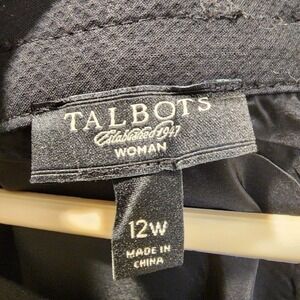 TALBOTS
Established 1947
WOMAN
12W
MADE IN
CHINA